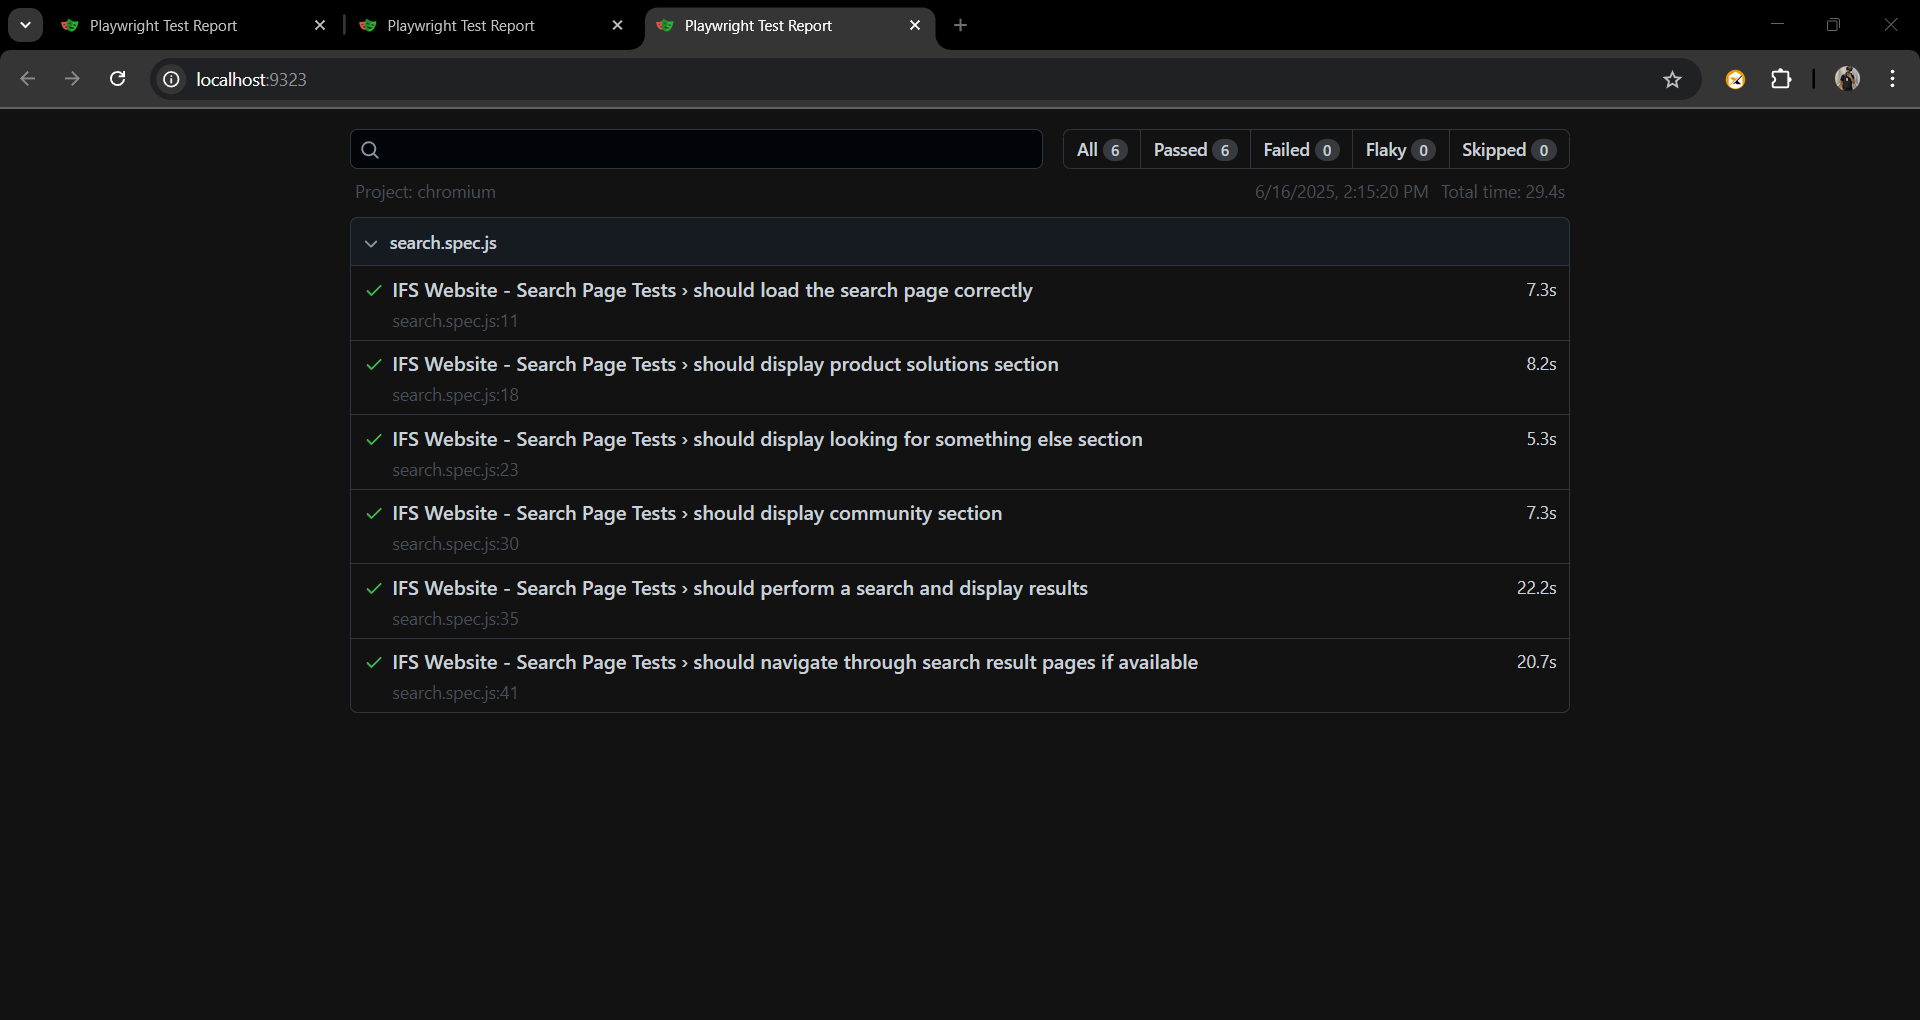 Playwright Test Report
Playwright Test Report
Playwright Test Report
localhost:9323
All 6 Passed 6 Failed 0 Flaky 0 Skipped 0
Project: chromium
6/16/2025, 2:15:20 PM Total time: 29.4s
search.spec.js
IFS Website - Search Page Tests › should load the search page correctly 7.3s
search.spec.js:11
IFS Website - Search Page Tests › should display product solutions section 8.2s
search.spec.js:18
IFS Website - Search Page Tests › should display looking for something else section 5.3s
search.spec.js:23
IFS Website - Search Page Tests › should display community section 7.3s
search.spec.js:30
IFS Website - Search Page Tests › should perform a search and display results 22.2s
search.spec.js:35
IFS Website - Search Page Tests › should navigate through search result pages if available 20.7s
search.spec.js:41